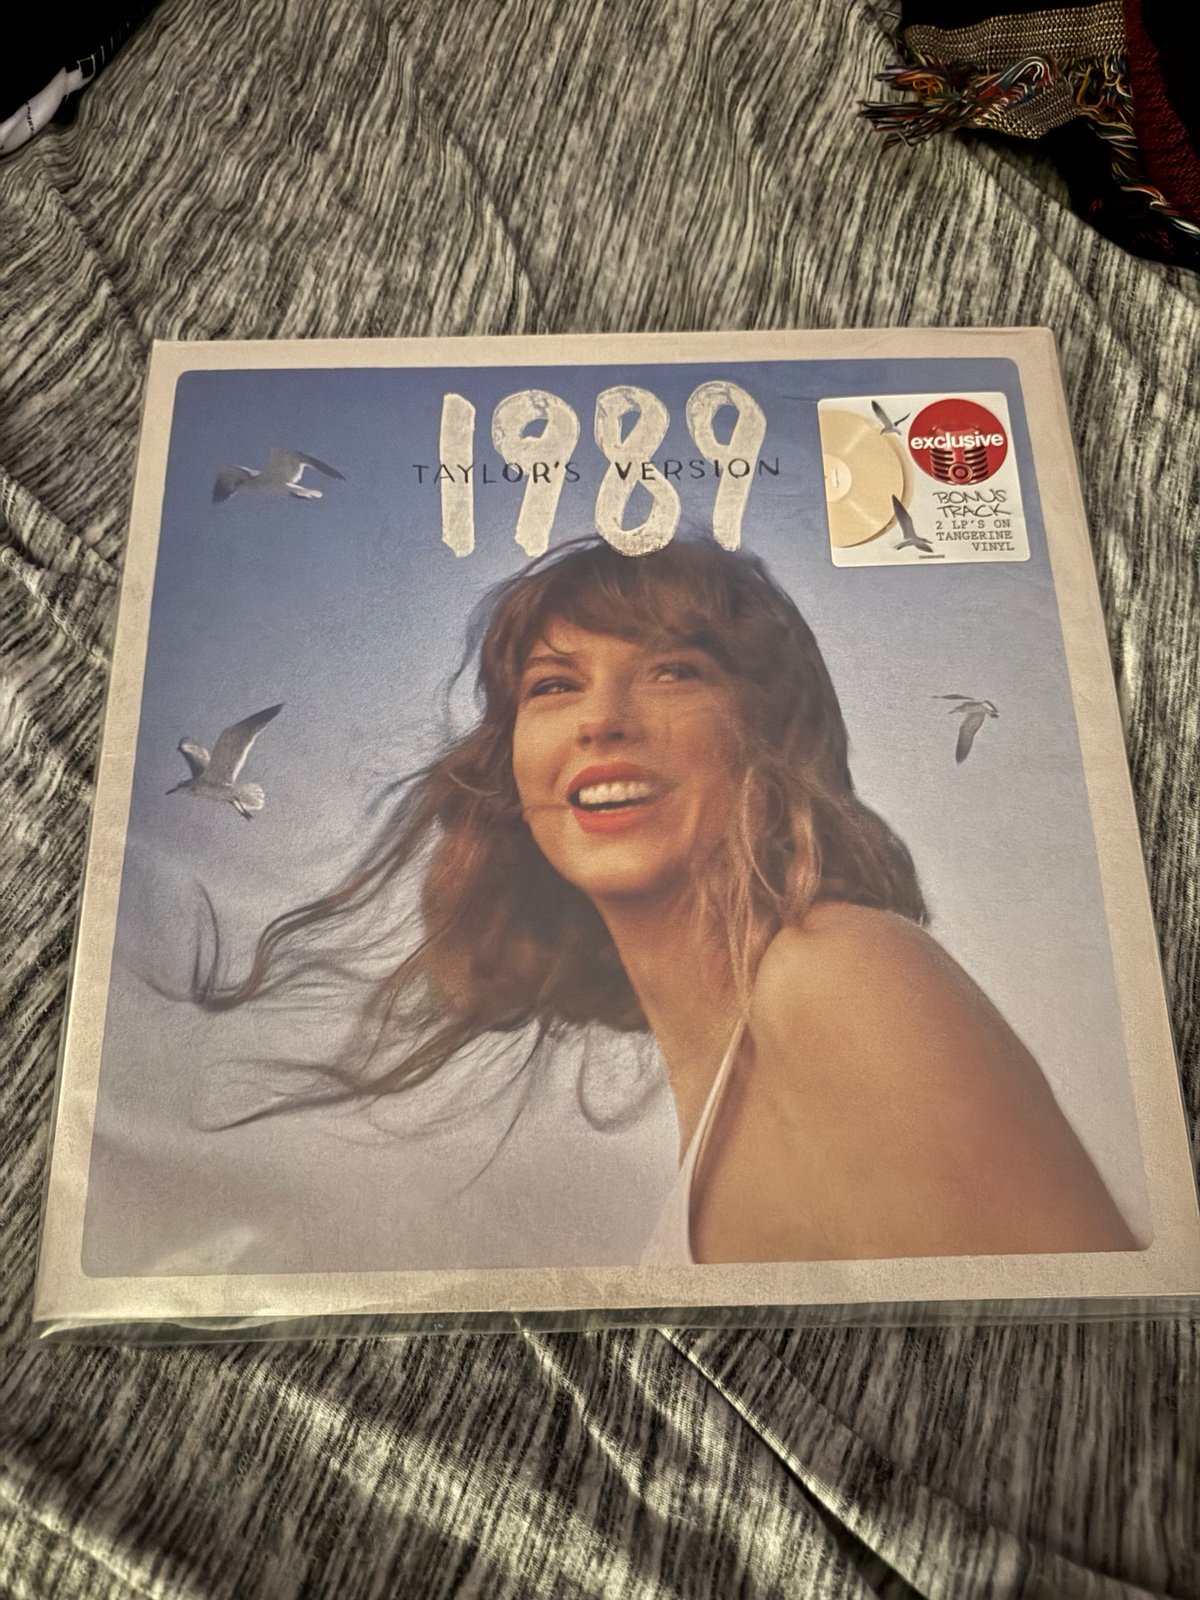 1989
TAYLOR'S VERSION
exclusive
BONUS
TRACK
2 LP'S ON
TANGERINE
VINYL